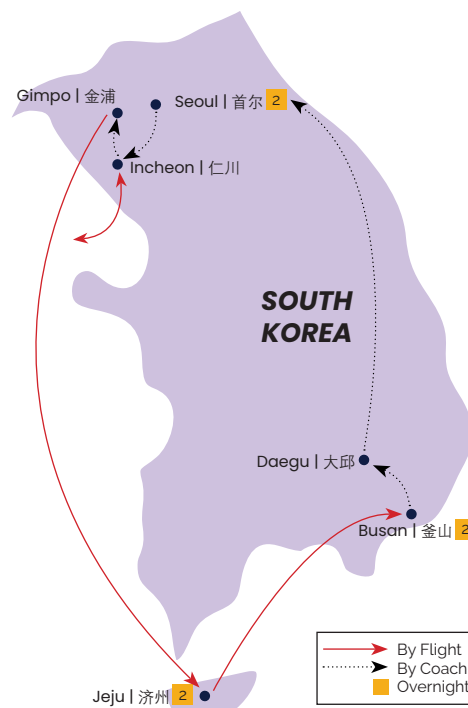 Gimpo | 金浦
Seoul | 首尔 2
Incheon | 仁川
SOUTH
KOREA
Daegu | 大邱
Busan | 釜山 2
Jeju | 济州 2
By Flight
By Coach
Overnight